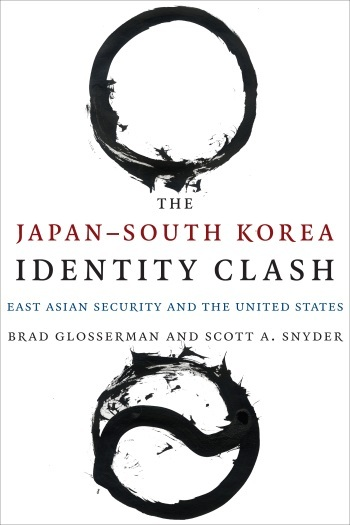 THE
JAPAN–SOUTH KOREA
IDENTITY CLASH
EAST ASIAN SECURITY AND THE UNITED STATES
BRAD GLOSSERMAN AND SCOTT A. SNYDER